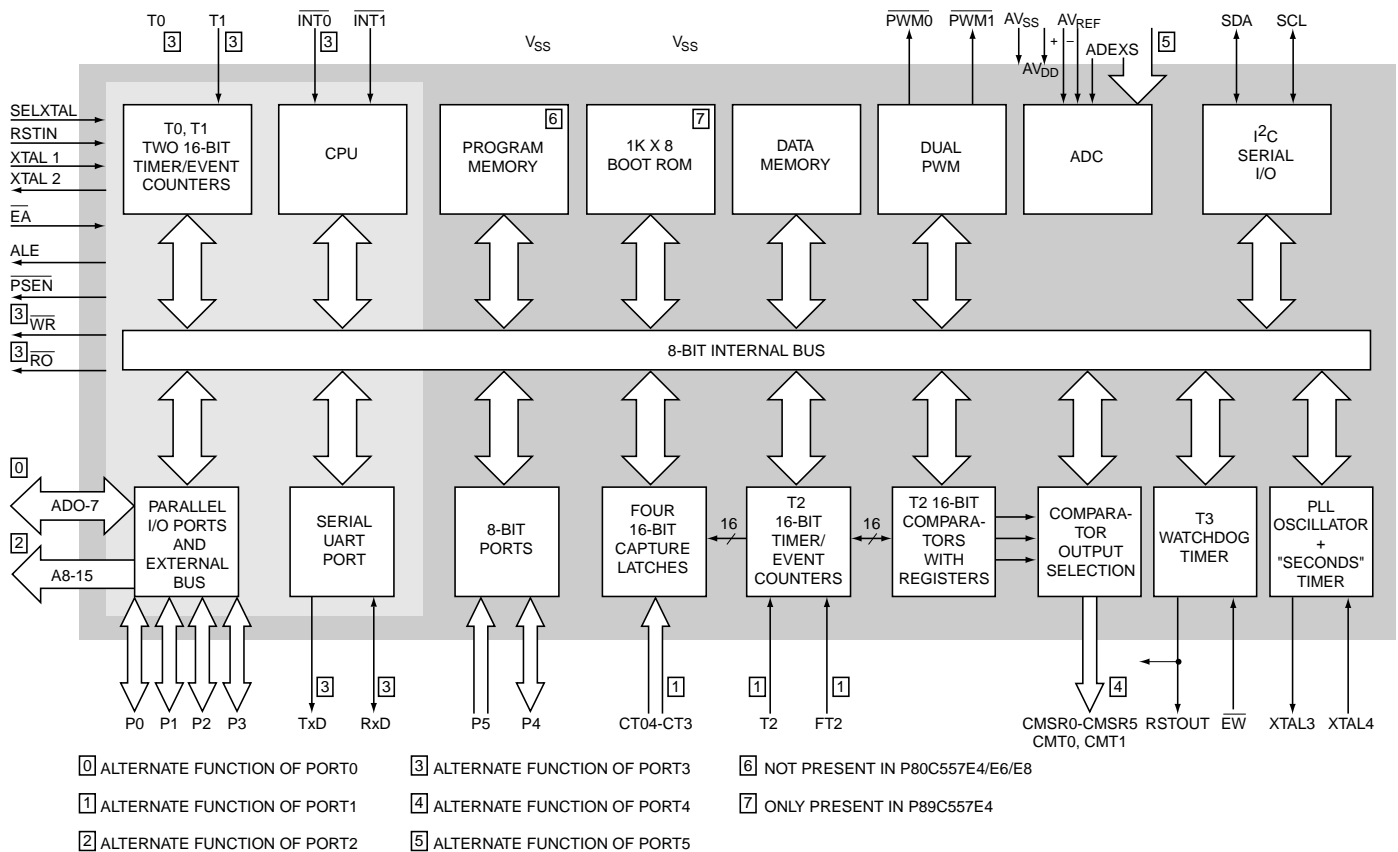 T0 T1 INT0 INT1 VSS VSS PWM0 PWM1 AVSS AVREF SDA SCL
3 3 3 + − ADEXS 5
AVDD
SELXTAL
RSTIN
XTAL 1
XTAL 2
EA
ALE
PSEN
3 WR
3 RO
T0, T1
TWO 16-BIT
TIMER/EVENT
COUNTERS
CPU
6
PROGRAM
MEMORY
7
1K X 8
BOOT ROM
DATA
MEMORY
DUAL
PWM
ADC
I2C
SERIAL
I/O
8-BIT INTERNAL BUS
0
ADO-7
2
A8-15
PARALLEL
I/O PORTS
AND
EXTERNAL
BUS
SERIAL
UART
PORT
8-BIT
PORTS
FOUR
16-BIT
CAPTURE
LATCHES
16
T2
16-BIT
TIMER/
EVENT
COUNTERS
16
T2 16-BIT
COMPARA-
TORS
WITH
REGISTERS
COMPARA-
TOR
OUTPUT
SELECTION
T3
WATCHDOG
TIMER
PLL
OSCILLATOR
+
"SECONDS"
TIMER
3 3 1 1 1 4
P0 P1 P2 P3 TxD RxD P5 P4 CT04-CT3 T2 FT2 CMSR0-CMSR5 RSTOUT EW XTAL3 XTAL4
CMT0, CMT1
0 ALTERNATE FUNCTION OF PORT0 3 ALTERNATE FUNCTION OF PORT3 6 NOT PRESENT IN P80C557E4/E6/E8
1 ALTERNATE FUNCTION OF PORT1 4 ALTERNATE FUNCTION OF PORT4 7 ONLY PRESENT IN P89C557E4
2 ALTERNATE FUNCTION OF PORT2 5 ALTERNATE FUNCTION OF PORT5